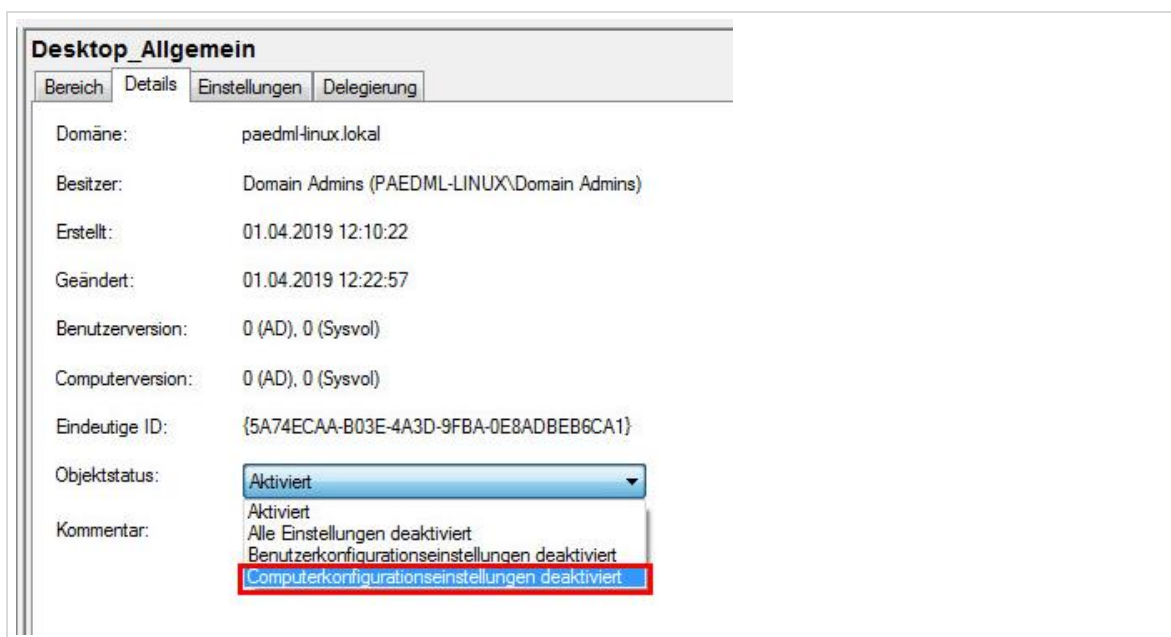 Desktop_Allgemein
Bereich Details Einstellungen Delegierung
Domäne: paedml-linux.lokal
Besitzer: Domain Admins (PAEDML-LINUX\Domain Admins)
Erstellt: 01.04.2019 12:10:22
Geändert: 01.04.2019 12:22:57
Benutzerversion: 0 (AD), 0 (Sysvol)
Computerversion: 0 (AD), 0 (Sysvol)
Eindeutige ID: {5A74ECAA-B03E-4A3D-9FBA-0E8ADBEB6CA1}
Objektstatus: Aktiviert
Aktiviert
Kommentar: Alle Einstellungen deaktiviert
Benutzerkonfigurationseinstellungen deaktiviert
Computerkonfigurationseinstellungen deaktiviert